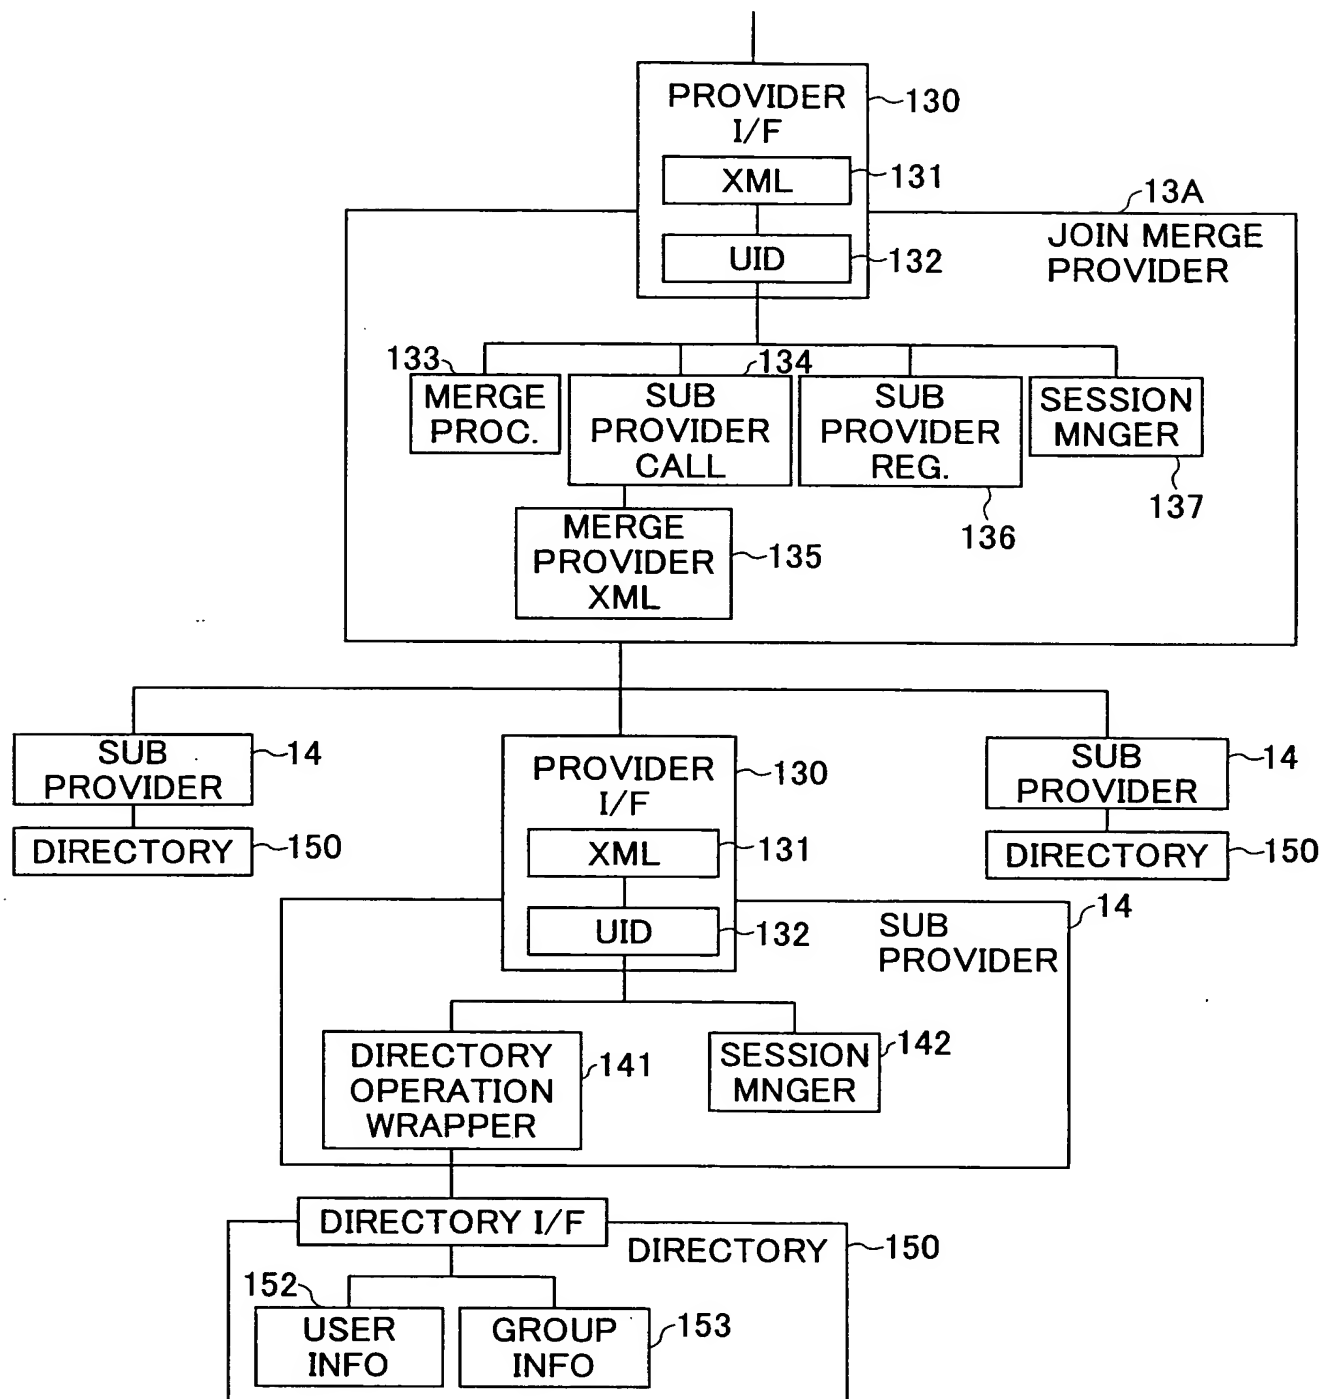 PROVIDER
I/F
130
XML
131
UID
132
13A
JOIN MERGE
PROVIDER
133
MERGE
PROC.
134
SUB
PROVIDER
CALL
SUB
PROVIDER
REG.
136
SESSION
MNGER
137
MERGE
PROVIDER
XML
135
SUB
PROVIDER
14
DIRECTORY
150
PROVIDER
I/F
130
XML
131
UID
132
SUB
PROVIDER
14
DIRECTORY
150
14
SUB
PROVIDER
DIRECTORY
OPERATION
WRAPPER
141
SESSION
MNGER
142
DIRECTORY I/F
DIRECTORY
150
152
USER
INFO
GROUP
INFO
153